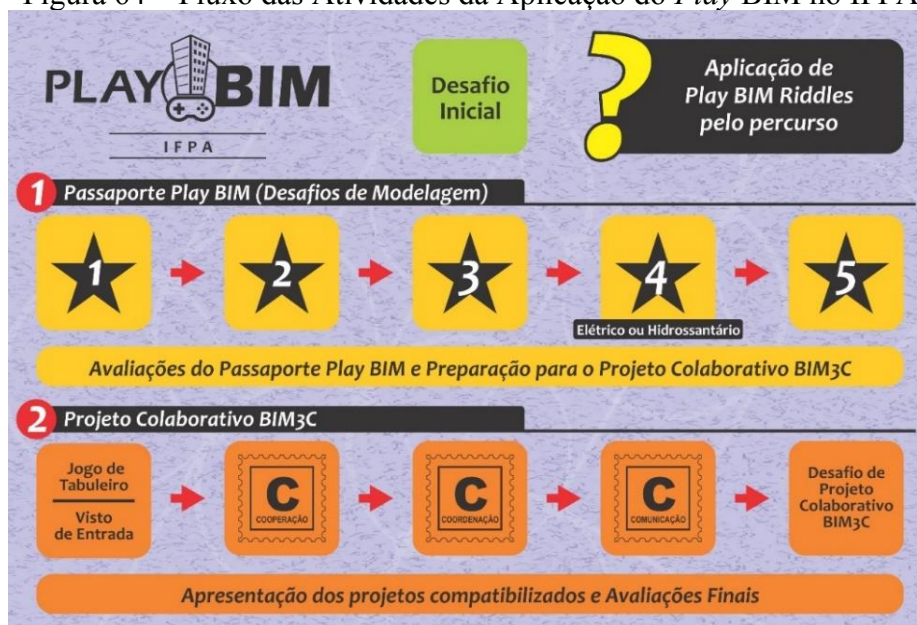 Figura 64 – Fluxo das Atividades da Aplicação do Play BIM no IFPA
PLAY BIM
IFPA
Desafio
Inicial
?
Aplicação de
Play BIM Riddles
pelo percurso
1 Passaporte Play BIM (Desafios de Modelagem)
1
2
3
4
5
Elétrico ou Hidrossantário
Avaliações do Passaporte Play BIM e Preparação para o Projeto Colaborativo BIM3C
2 Projeto Colaborativo BIM3C
Jogo de
Tabuleiro
Visto
de Entrada
C
COOPERAÇÃO
C
COORDENAÇÃO
C
COMUNICAÇÃO
Desafio de
Projeto
Colaborativo
BIM3C
Apresentação dos projetos compatibilizados e Avaliações Finais